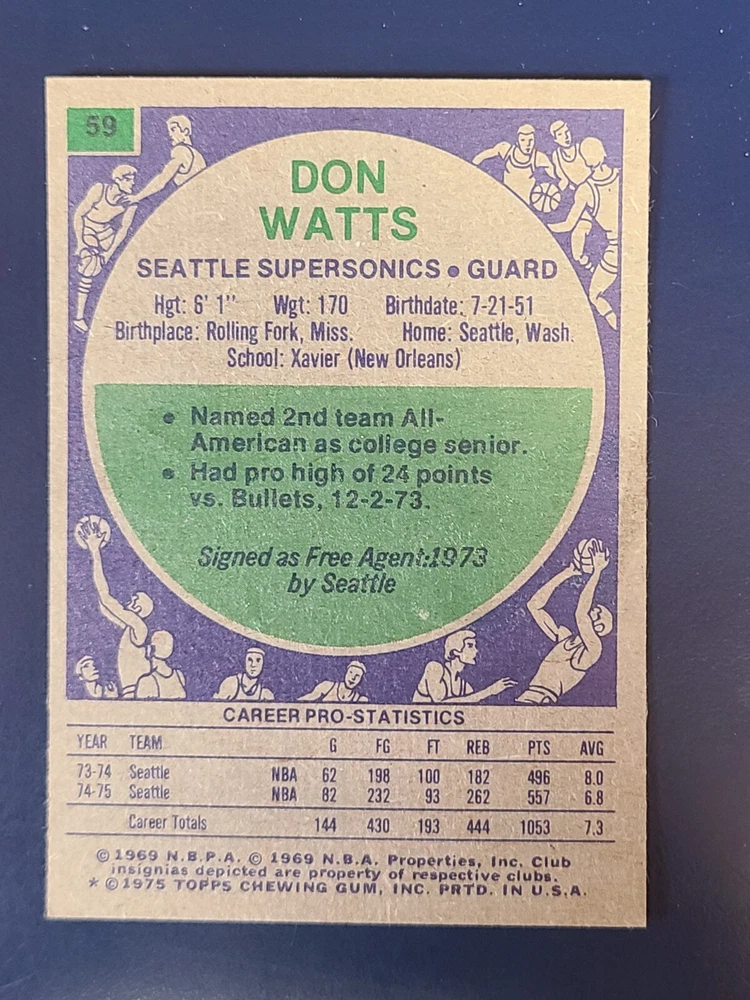 59
DON
WATTS
SEATTLE SUPERSONICS • GUARD
Hgt: 6' 1" Wgt: 170 Birthdate: 7-21-51
Birthplace: Rolling Fork, Miss. Home: Seattle, Wash.
School: Xavier (New Orleans)
• Named 2nd team All-
American as college senior.
• Had pro high of 24 points
vs. Bullets, 12-2-73.
Signed as Free Agent:1973
by Seattle
CAREER PRO-STATISTICS
YEAR TEAM G FG FT REB PTS AVG
73-74 Seattle NBA 62 198 100 182 496 8.0
74-75 Seattle NBA 82 232 93 262 557 6.8
Career Totals 144 430 193 444 1053 7.3
© 1969 N.B.P.A. © 1969 N.B.A. Properties, Inc. Club
insignias depicted are property of respective clubs.
* © 1975 TOPPS CHEWING GUM, INC. PRTD. IN U.S.A.